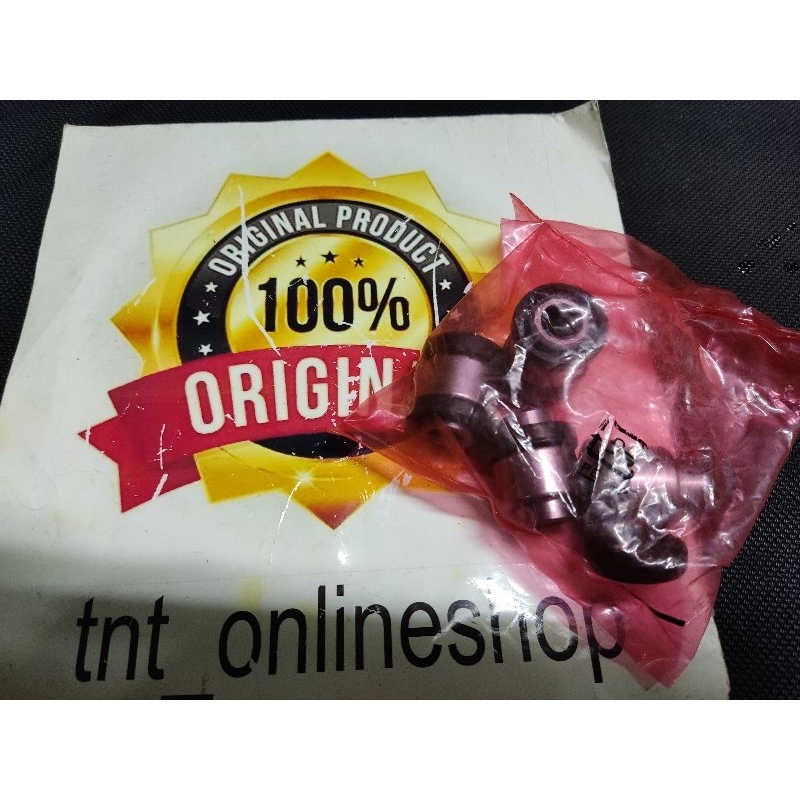 ORIGINAL PRODUCT
100%
ORIGIN
tnt_onlineshop